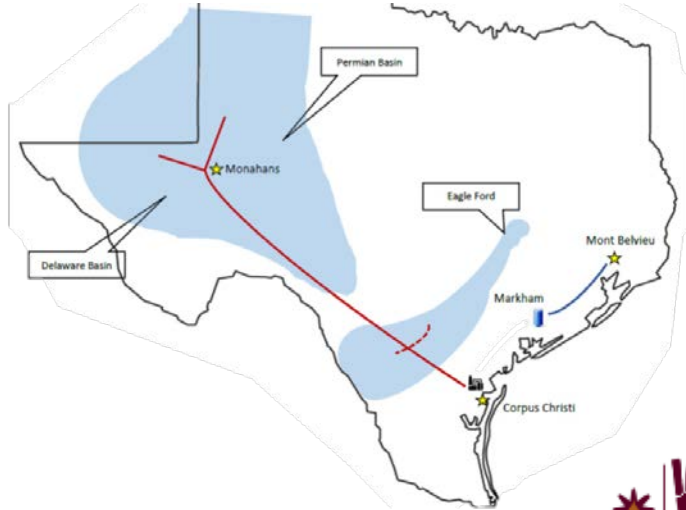 Permian Basin
Monahans
Eagle Ford
Delaware Basin
Mont Belvieu
Markham
Corpus Christi